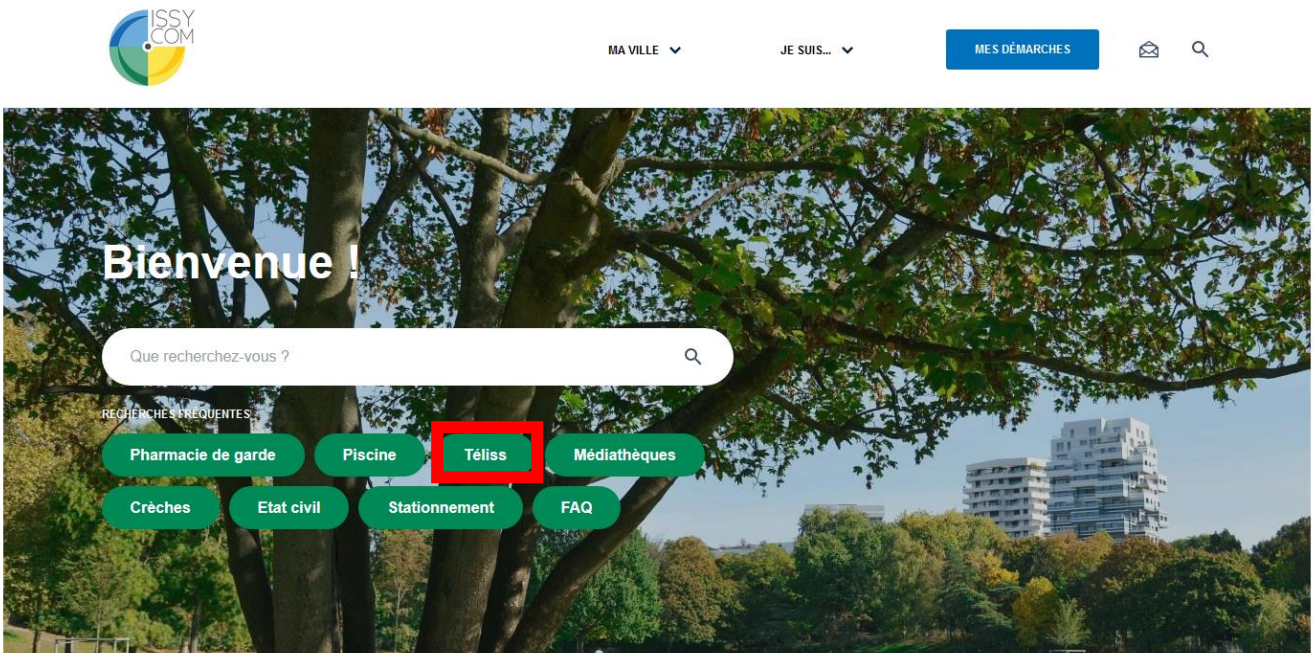 ISSY
.COM
MA VILLE
JE SUIS...
MES DÉMARCHES
Bienvenue !
Que recherchez-vous ?
RECHERCHES FRÉQUENTES
Pharmacie de garde
Piscine
Téliss
Médiathèques
Crèches
Etat civil
Stationnement
FAQ